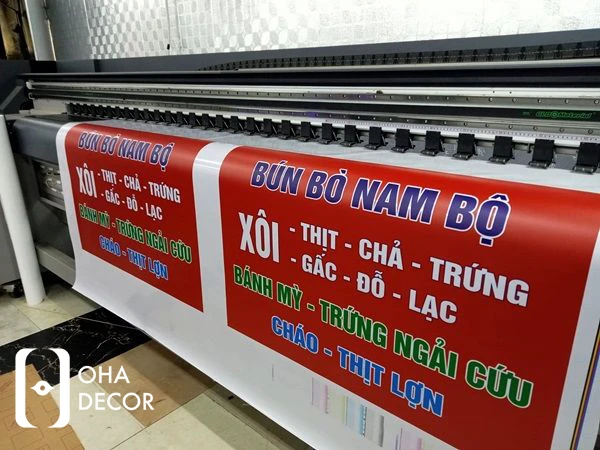 BÚN BÒ NAM BỘ
XÔI - THỊT - CHẢ - TRỨNG
- GẤC - ĐỖ - LẠC
BÁNH MỲ - TRỨNG NGẢI CỨU
CHÁO - THỊT LỢN
BÚN BÒ NAM BỘ
XÔI - THỊT - CHẢ - TRỨNG
- GẤC - ĐỖ - LẠC
BÁNH MỲ - TRỨNG NGẢI CỨU
CHÁO - THỊT LỢN
OHA
DECOR